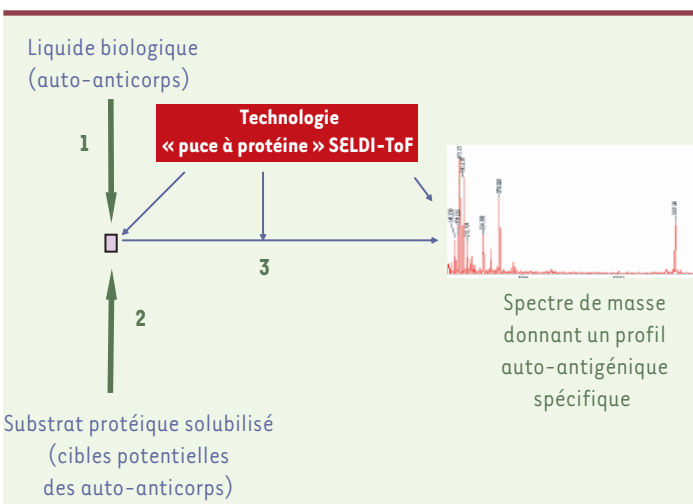 Liquide biologique
(auto-anticorps)
Technologie
« puce à protéine » SELDI-ToF
1
3
2
Spectre de masse
donnant un profil
auto-antigénique
spécifique
Substrat protéique solubilisé
(cibles potentielles
des auto-anticorps)